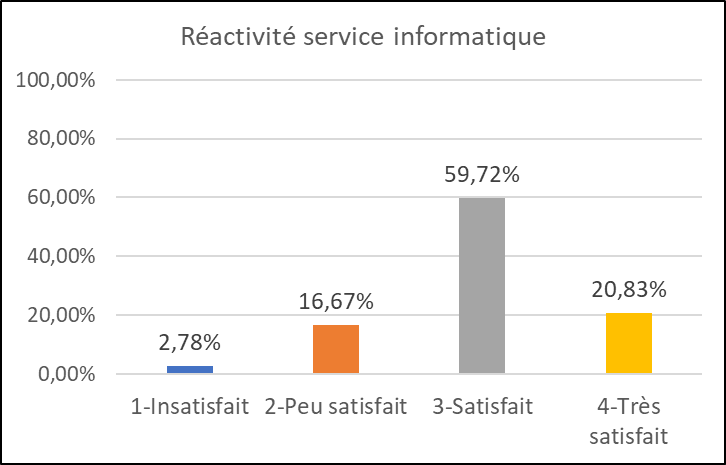 Réactivité service informatique
100,00%
80,00%
60,00%
40,00%
20,00%
0,00%
2,78%
16,67%
59,72%
20,83%
1-Insatisfait
2-Peu satisfait
3-Satisfait
4-Très
satisfait